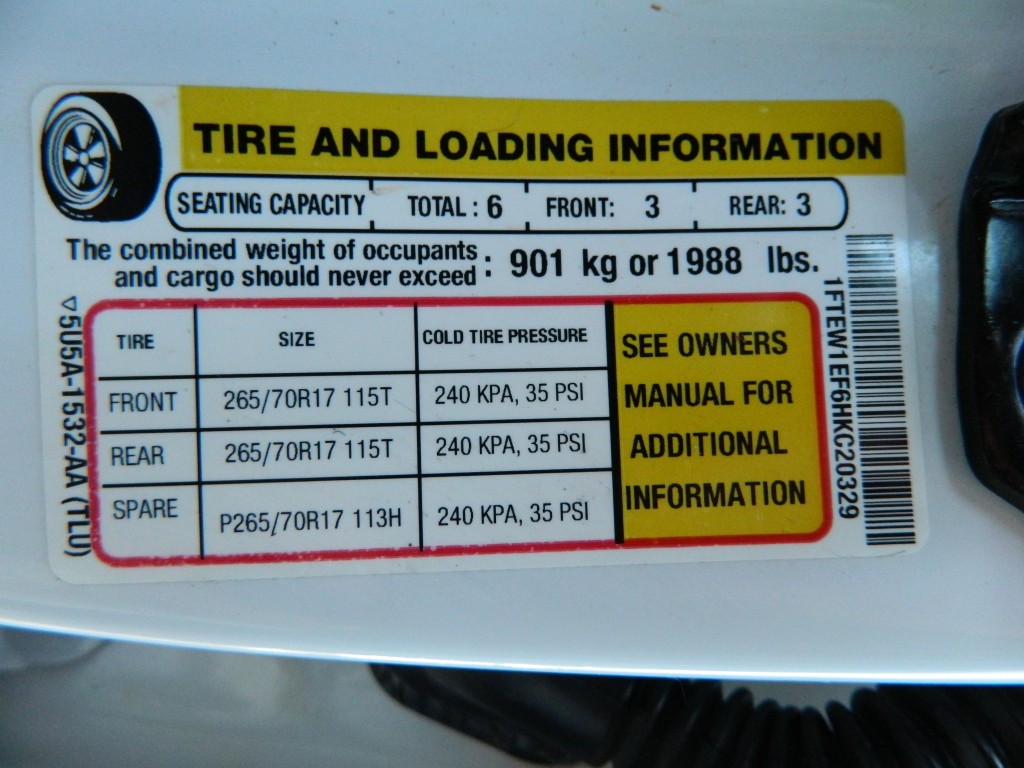 TIRE AND LOADING INFORMATION
SEATING CAPACITY TOTAL : 6 FRONT: 3 REAR: 3
The combined weight of occupants
and cargo should never exceed : 901 kg or 1988 lbs.
TIRE SIZE COLD TIRE PRESSURE
FRONT 265/70R17 115T 240 KPA, 35 PSI
REAR 265/70R17 115T 240 KPA, 35 PSI
SPARE P265/70R17 113H 240 KPA, 35 PSI
SEE OWNERS
MANUAL FOR
ADDITIONAL
INFORMATION
5U5A-1532-AA (TLU)
1FTEW1EF6HKC20329